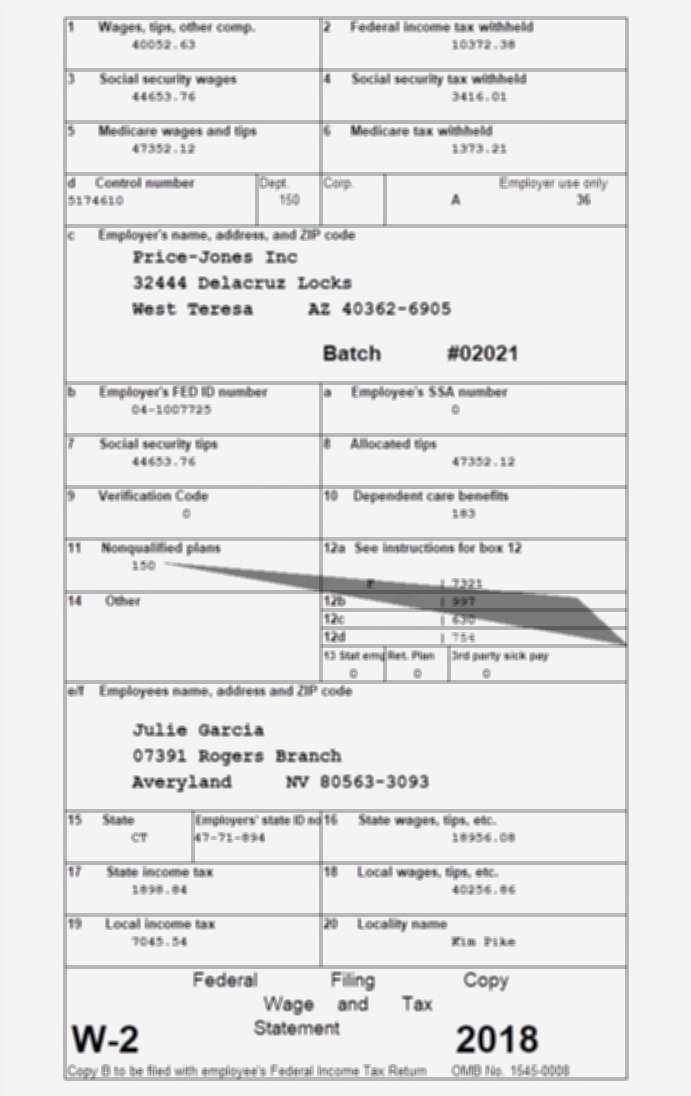 1 Wages, tips, other comp. 2 Federal income tax withheld
40052.63 10372.38
3 Social security wages 4 Social security tax withheld
44653.76 3416.01
5 Medicare wages and tips 6 Medicare tax withheld
47352.12 1373.21
d Control number Dept. Corp. Employer use only
5174610 150 A 36
c Employer's name, address, and ZIP code
Price-Jones Inc
32444 Delacruz Locks
West Teresa AZ 40362-6905
Batch #02021
b Employer's FED ID number a Employee's SSA number
04-1007725 0
7 Social security tips 8 Allocated tips
44653.76 47352.12
9 Verification Code 10 Dependent care benefits
0 183
11 Nonqualified plans 12a See instructions for box 12
150
7321
14 Other 12b 997
12c 630
12d 754
13 Stat emp Ret. Plan 3rd party sick pay
0 0 0
e/f Employees name, address and ZIP code
Julie Garcia
07391 Rogers Branch
Averyland NV 80563-3093
15 State Employers' state ID no 16 State wages, tips, etc.
CT 47-71-894 18956.08
17 State income tax 18 Local wages, tips, etc.
1898.84 40256.86
19 Local income tax 20 Locality name
7045.54 Kim Pike
Federal Filing Copy
Wage and Tax
Statement
W-2 2018
Copy B to be filed with employee's Federal Income Tax Return OMB No. 1545-0008